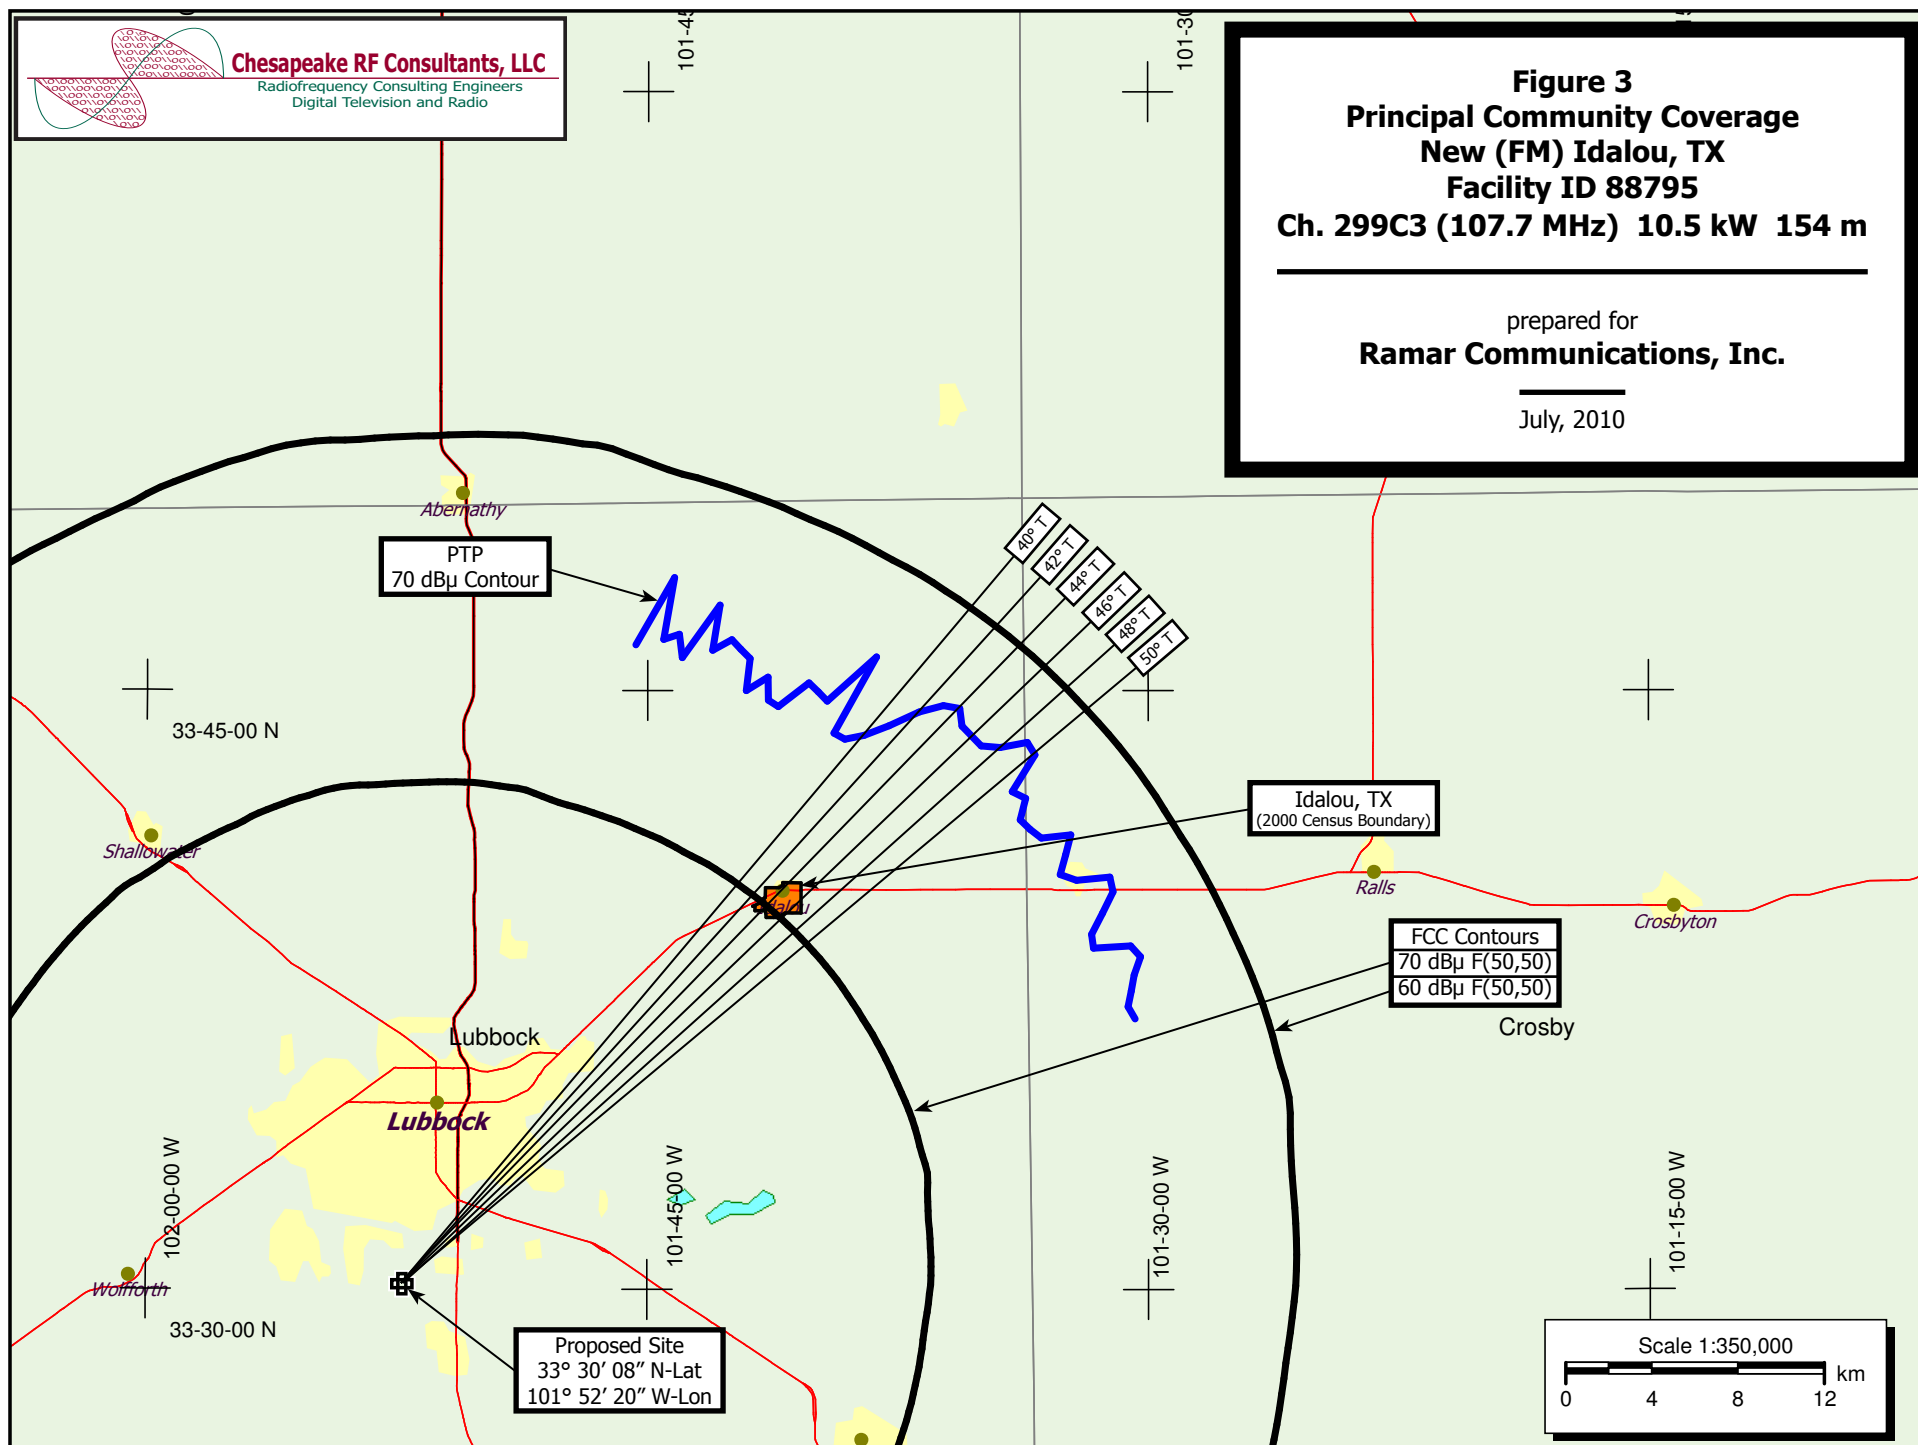 Chesapeake RF Consultants, LLC
Radiofrequency Consulting Engineers
Digital Television and Radio
Figure 3
Principal Community Coverage
New (FM) Idalou, TX
Facility ID 88795
Ch. 299C3 (107.7 MHz) 10.5 kW 154 m
prepared for
Ramar Communications, Inc.
July, 2010
101-45
101-30
Abernathy
PTP
70 dBµ Contour
40° T
42° T
44° T
46° T
48° T
50° T
33-45-00 N
Shallowater
Idalou, TX
(2000 Census Boundary)
Idalou
Ralls
Crosbyton
FCC Contours
70 dBµ F(50,50)
60 dBµ F(50,50)
Crosby
Lubbock
Lubbock
102-00-00 W
101-45-00 W
101-30-00 W
101-15-00 W
Wolfforth
33-30-00 N
Proposed Site
33° 30' 08" N-Lat
101° 52' 20" W-Lon
Scale 1:350,000
km
0 4 8 12